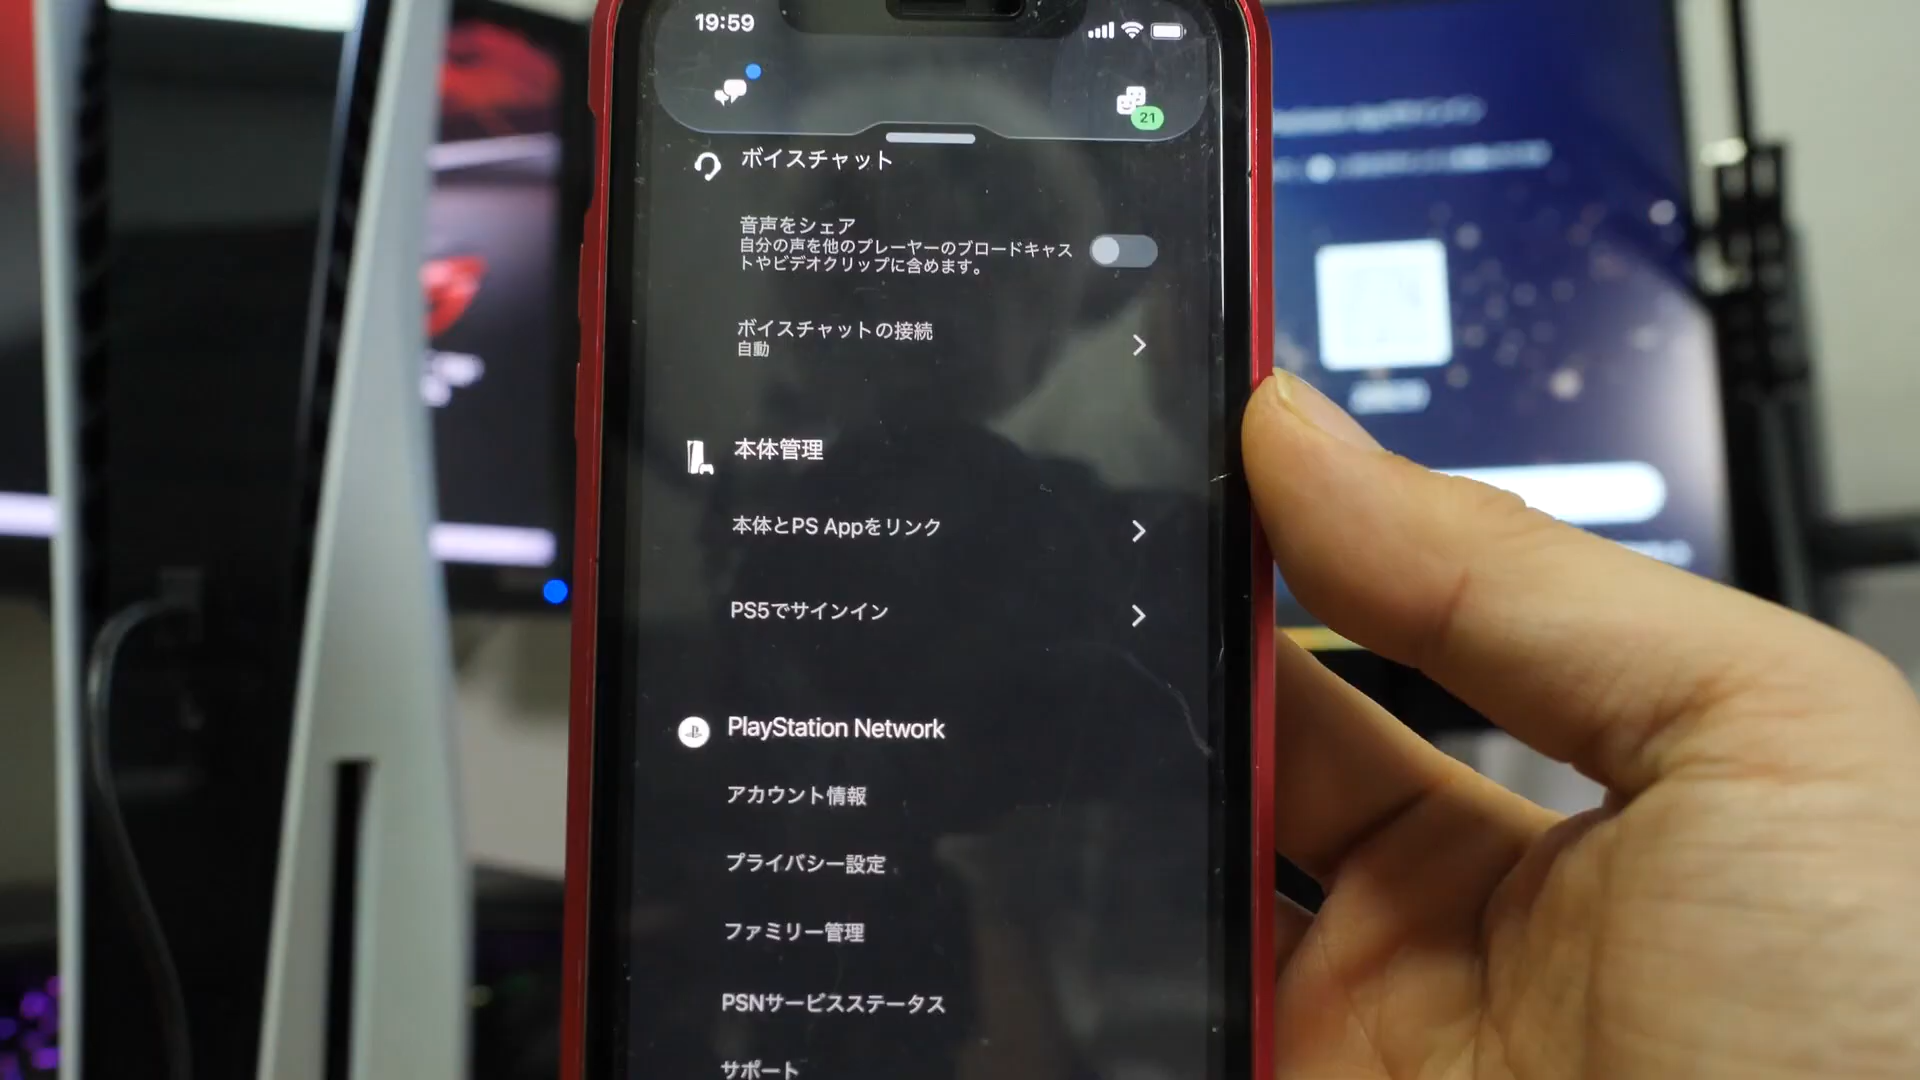 19:59
21
ボイスチャット
音声をシェア
自分の声を他のプレーヤーのブロードキャス
トやビデオクリップに含めます。
ボイスチャットの接続
自動
本体管理
本体とPS Appをリンク
PS5でサインイン
PlayStation Network
アカウント情報
プライバシー設定
ファミリー管理
PSNサービスステータス
サポート